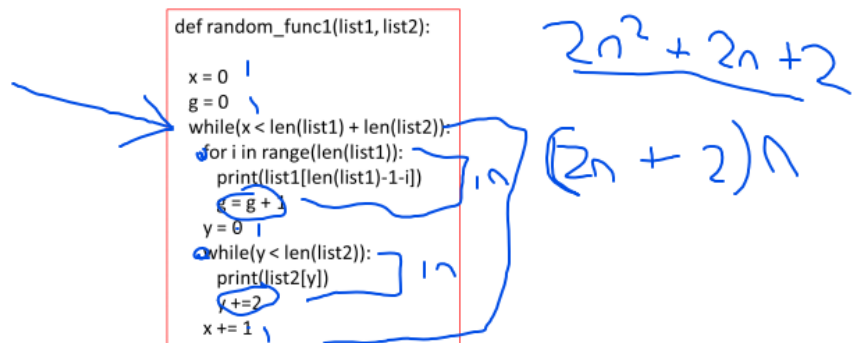 def random_func1(list1, list2):
x = 0 1
g = 0 1
while(x < len(list1) + len(list2)):
for i in range(len(list1)):
print(list1[len(list1)-1-i])
g = g + 1
1n
y = 0 1
while(y < len(list2)):
print(list2[y])
y +=2
1n
x += 1 1
2n² + 2n + 2
(2n + 2)n